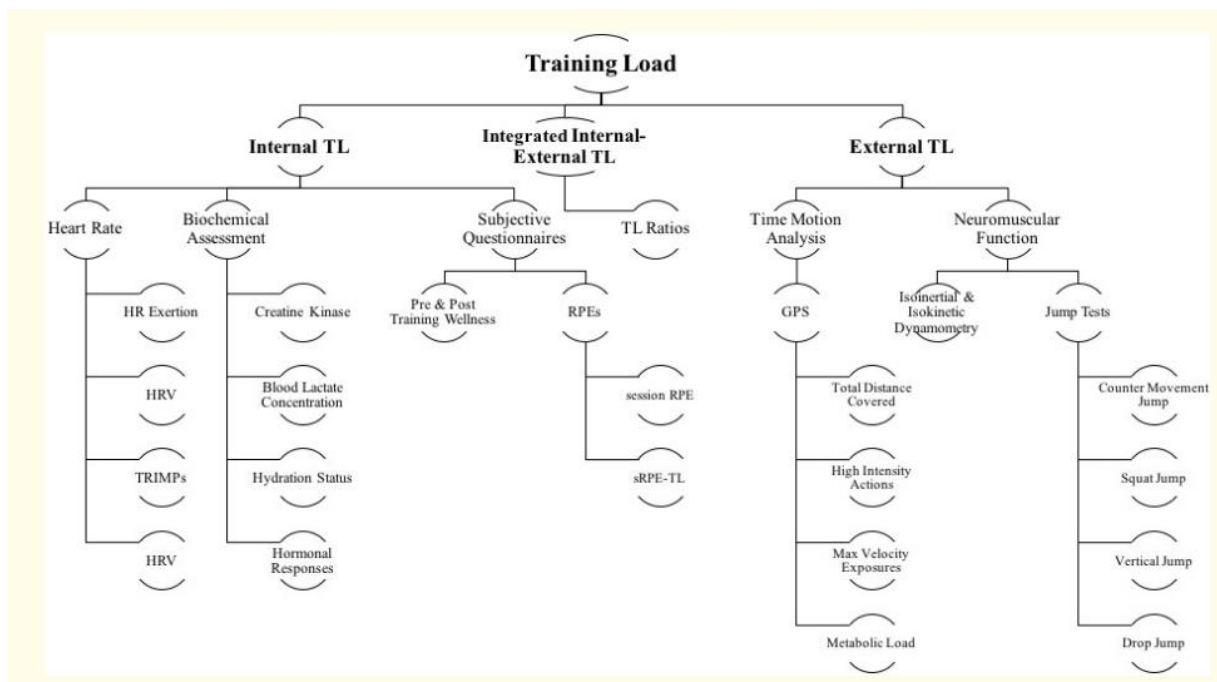 Training Load
Internal TL
Integrated Internal-
External TL
External TL
Heart Rate
Biochemical
Assessment
Subjective
Questionnaires
TL Ratios
Time Motion
Analysis
Neuromuscular
Function
HR Exertion
Creatine Kinase
Pre & Post
Training Wellness
RPEs
GPS
Isoinertial &
Isokinetic
Dynamometry
Jump Tests
HRV
Blood Lactate
Concentration
session RPE
Total Distance
Covered
Counter Movement
Jump
TRIMPs
Hydration Status
sRPE-TL
High Intensity
Actions
Squat Jump
HRV
Hormonal
Responses
Max Velocity
Exposures
Vertical Jump
Metabolic Load
Drop Jump